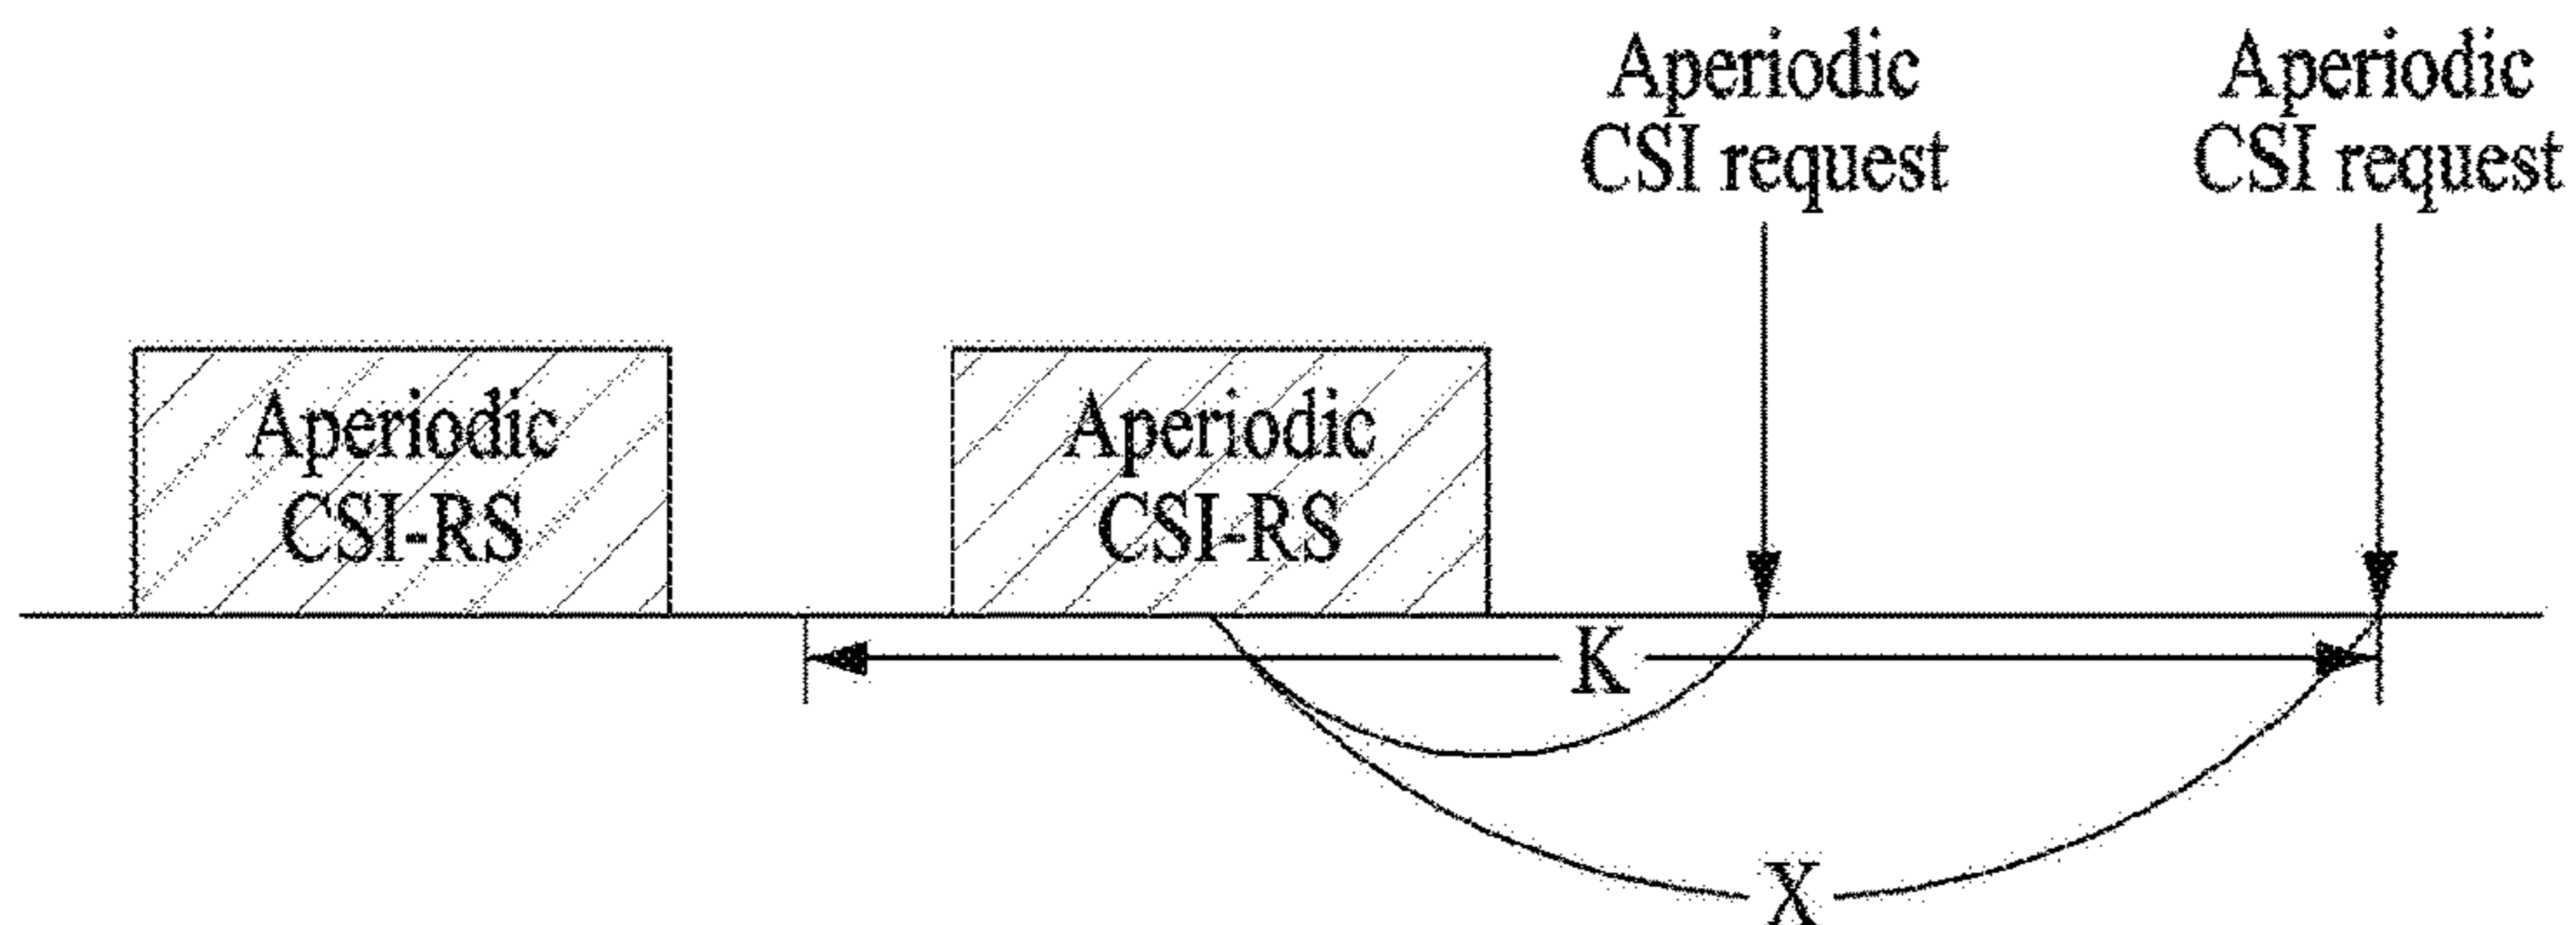 Aperiodic
CSI request
Aperiodic
CSI request
Aperiodic
CSI-RS
Aperiodic
CSI-RS
K
X